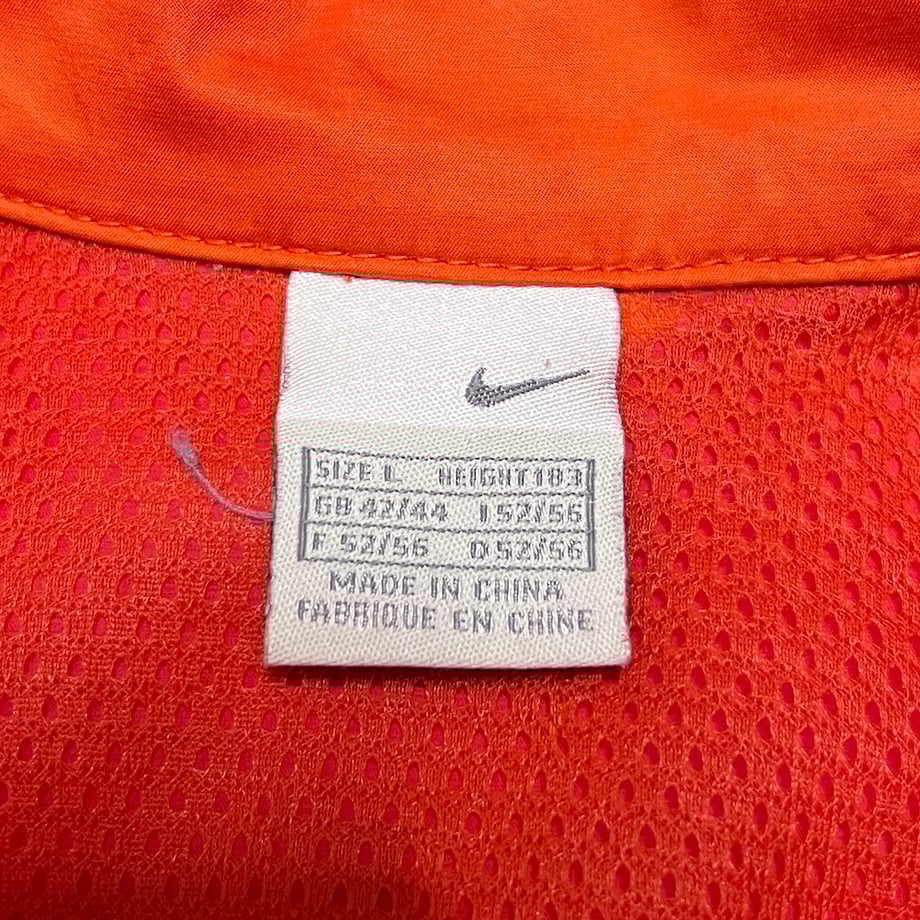 SIZE L HEIGHT183
GB 42/44 I 52/56
F 52/56 D 52/56
MADE IN CHINA
FABRIQUE EN CHINE